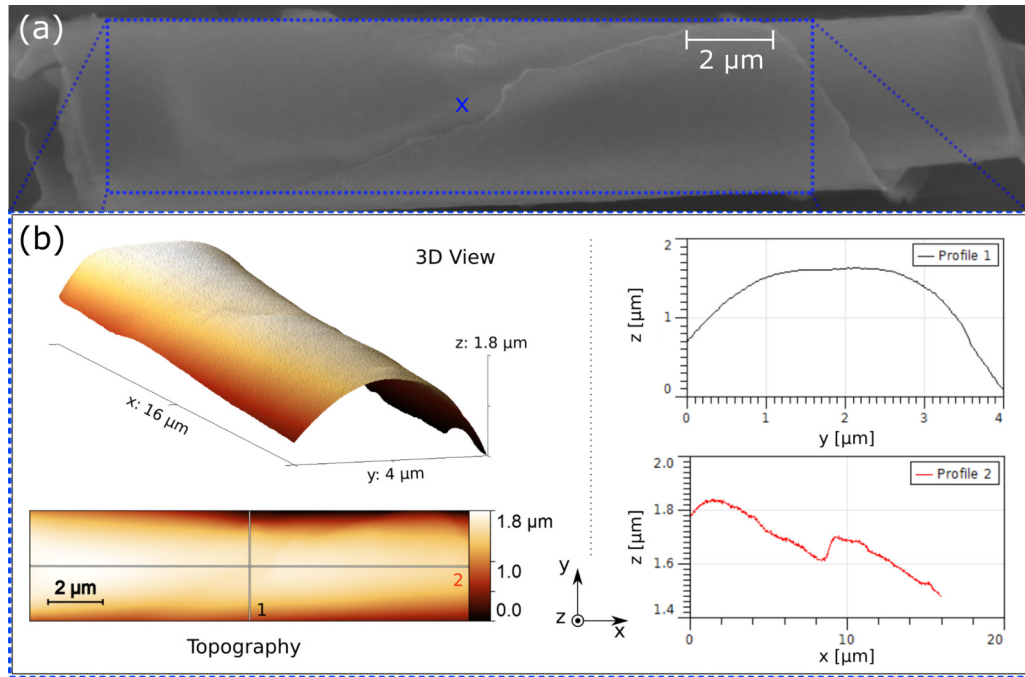 (a)
2 μm
x
(b)
3D View
z: 1.8 μm
x: 16 μm
y: 4 μm
1.8 μm
1.0
0.0
2 μm
1
2
Topography
y
z
x
Profile 1
z [μm]
2
1
0
0 1 2 3 4
y [μm]
Profile 2
z [μm]
2.0
1.8
1.6
1.4
0 10 20
x [μm]